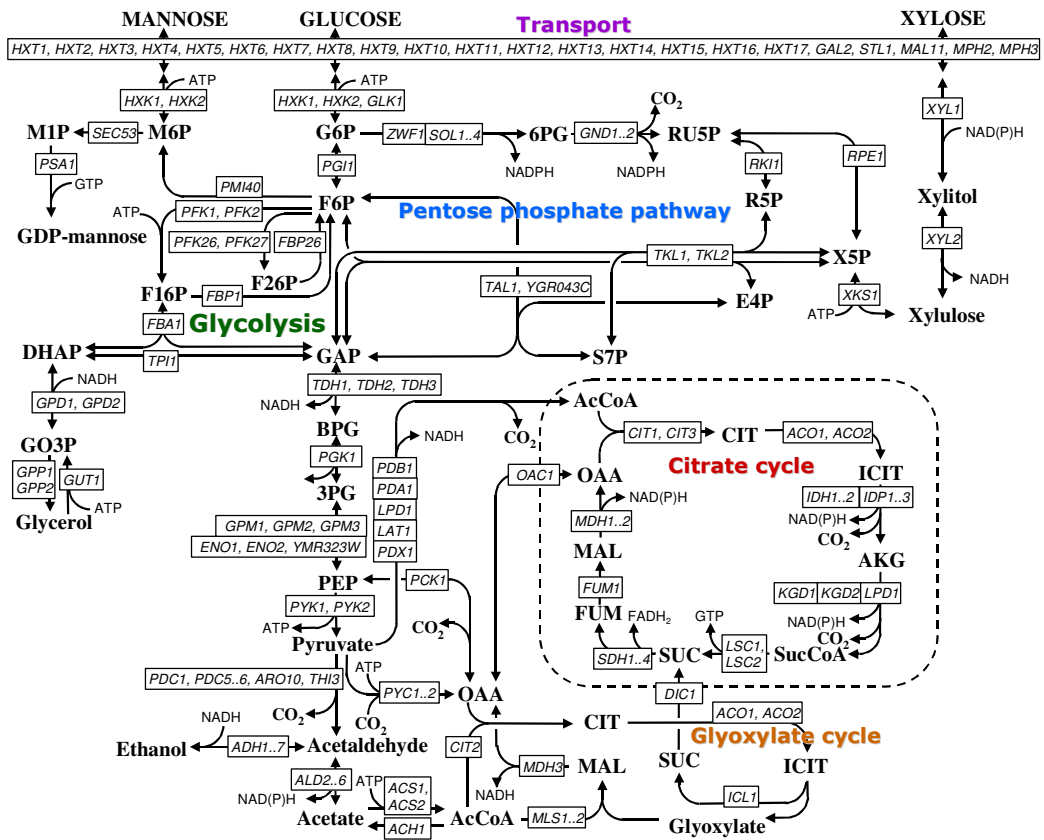 MANNOSE GLUCOSE Transport XYLOSE
HXT1, HXT2, HXT3, HXT4, HXT5, HXT6, HXT7, HXT8, HXT9, HXT10, HXT11, HXT12, HXT13, HXT14, HXT15, HXT16, HXT17, GAL2, STL1, MAL11, MPH2, MPH3
ATP ATP
HXK1, HXK2 HXK1, HXK2, GLK1 CO2 XYL1
M1P SEC53 M6P G6P ZWF1 SOL1..4 6PG GND1..2 RU5P NAD(P)H
PSA1 PGI1 NADPH NADPH RKI1 RPE1
GTP PMI40 Xylitol
ATP PFK1, PFK2 F6P Pentose phosphate pathway R5P
GDP-mannose PFK26, PFK27 FBP26 TKL1, TKL2 X5P XYL2
F26P NADH
F16P FBP1 TAL1, YGR043C E4P XKS1
FBA1 Glycolysis ATP Xylulose
DHAP TPI1 GAP S7P
NADH TDH1, TDH2, TDH3
GPD1, GPD2 NADH AcCoA
BPG NADH CO2 CIT1, CIT3 CIT ACO1, ACO2
GO3P PGK1 PDB1 OAC1 OAA Citrate cycle ICIT
GPP1 GUT1 PDA1
GPP2 3PG LPD1 NAD(P)H IDH1..2 IDP1..3
ATP LAT1 MDH1..2 NAD(P)H
Glycerol GPM1, GPM2, GPM3 PDX1 CO2
ENO1, ENO2, YMR323W MAL AKG
PEP PCK1 FUM1 KGD1 KGD2 LPD1
PYK1, PYK2 FUM FADH2 GTP NAD(P)H
ATP CO2 CO2
Pyruvate SDH1..4 SUC LSC1, SucCoA
LSC2
PDC1, PDC5..6, ARO10, THI3 ATP PYC1..2 OAA DIC1
CO2 CO2 CIT ACO1, ACO2
NADH
Ethanol ADH1..7 Acetaldehyde CIT2 Glyoxylate cycle
ALD2..6 ATP ACS1, MDH3 MAL SUC ICIT
NAD(P)H ACS2 NADH ICL1
Acetate ACH1 AcCoA MLS1..2 Glyoxylate